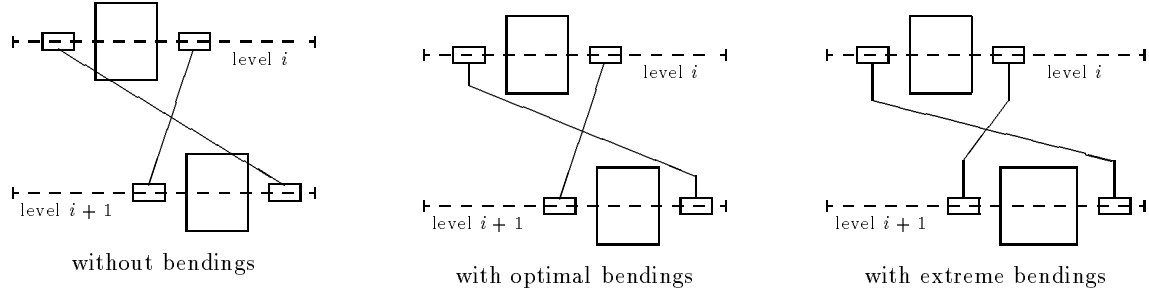 level i
level i
level i
level i + 1
level i + 1
level i + 1
without bendings
with optimal bendings
with extreme bendings